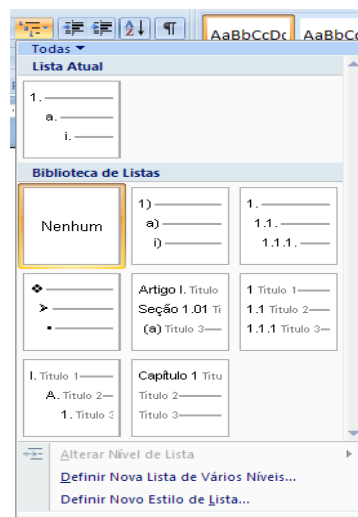 AaBbCcDc AaBbCc
Todas
Lista Atual
1.
a.
i.
Biblioteca de Listas
Nenhum
1)
a)
i)
1.
1.1.
1.1.1.
Artigo I. Título
Seção 1.01 Tí
(a) Título 3
1 Título 1
1.1 Título 2
1.1.1 Título 3
I. Título 1
A. Título 2
1. Título 3
Capítulo 1 Títu
Título 2
Título 3
Alterar Nível de Lista
Definir Nova Lista de Vários Níveis...
Definir Novo Estilo de Lista...